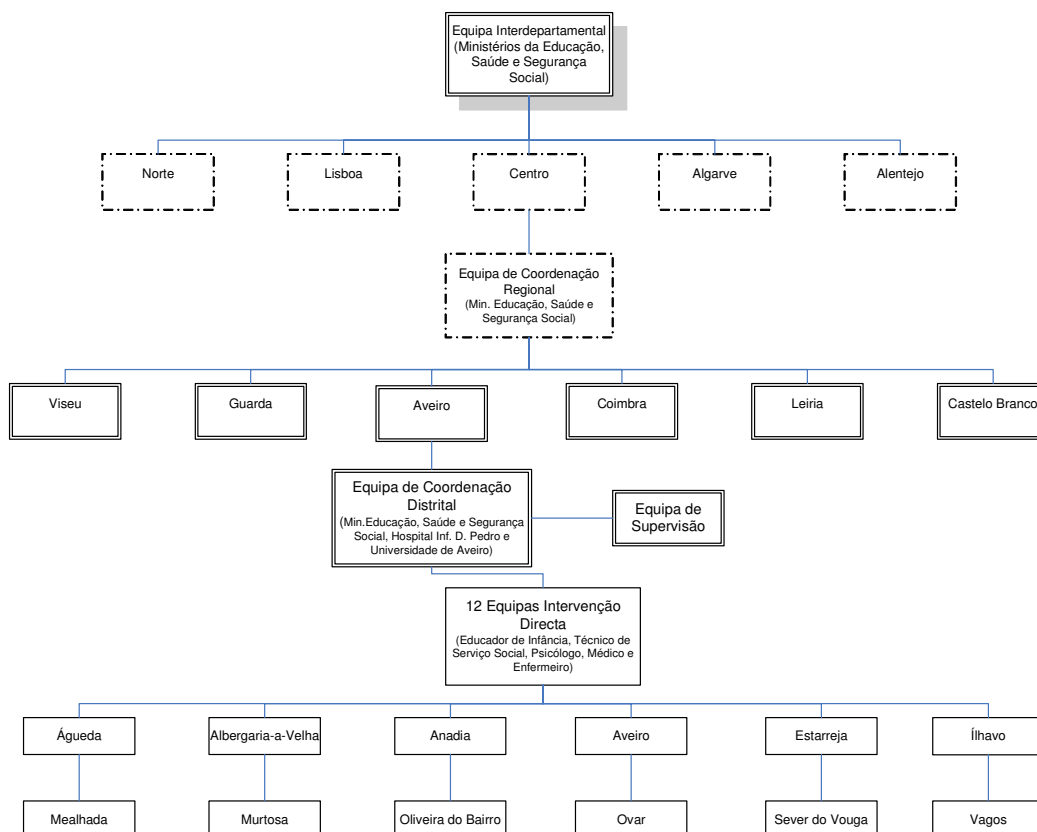 Equipa Interdepartamental
(Ministérios da Educação,
Saúde e Segurança
Social)
Norte
Lisboa
Centro
Algarve
Alentejo
Equipa de Coordenação
Regional
(Min. Educação, Saúde e
Segurança Social)
Viseu
Guarda
Aveiro
Coimbra
Leiria
Castelo Branco
Equipa de Coordenação
Distrital
(Min.Educação, Saúde e Segurança
Social, Hospital Inf. D. Pedro e
Universidade de Aveiro)
Equipa de
Supervisão
12 Equipas Intervenção
Directa
(Educador de Infância, Técnico de
Serviço Social, Psicólogo, Médico e
Enfermeiro)
Águeda
Albergaria-a-Velha
Anadia
Aveiro
Estarreja
Ílhavo
Mealhada
Murtosa
Oliveira do Bairro
Ovar
Sever do Vouga
Vagos